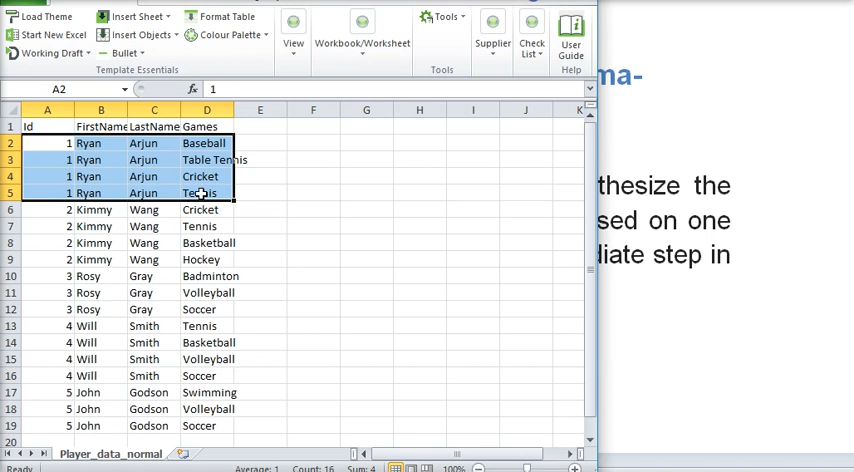 Load Theme Insert Sheet Format Table
Start New Excel Insert Objects Colour Palette
Working Draft Bullet
View Workbook/Worksheet Tools Supplier Check List User Guide
Template Essentials Tools Help
A2 fx 1
A B C D E F G H I J K
1 Id FirstName LastName Games
2 1 Ryan Arjun Baseball
3 1 Ryan Arjun Table Tennis
4 1 Ryan Arjun Cricket
5 1 Ryan Arjun Tennis
6 2 Kimmy Wang Cricket
7 2 Kimmy Wang Tennis
8 2 Kimmy Wang Basketball
9 2 Kimmy Wang Hockey
10 3 Rosy Gray Badminton
11 3 Rosy Gray Volleyball
12 3 Rosy Gray Soccer
13 4 Will Smith Tennis
14 4 Will Smith Basketball
15 4 Will Smith Volleyball
16 4 Will Smith Soccer
17 5 John Godson Swimming
18 5 John Godson Volleyball
19 5 John Godson Soccer
20
Player_data_normal
Ready Average: 1 Count: 16 Sum: 4 100%
ma-
thesize the
sed on one
diate step in